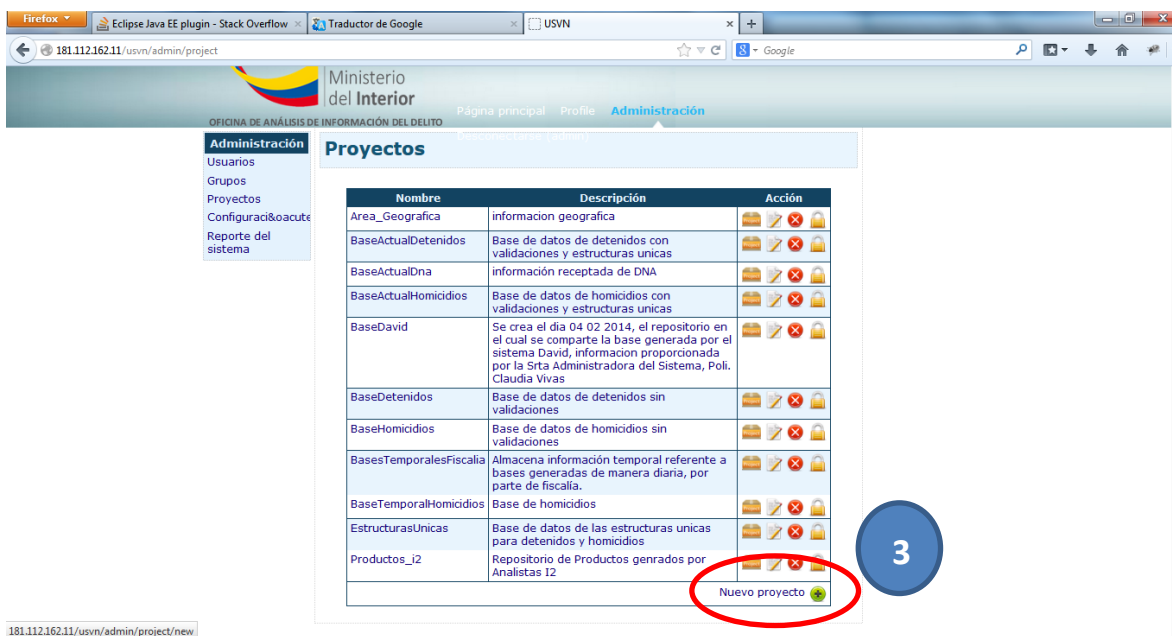 Firefox
Eclipse Java EE plugin - Stack Overflow
Traductor de Google
USVN
181.112.162.11/usvn/admin/project
Google
Ministerio
del Interior
OFICINA DE ANÁLISIS DE INFORMACIÓN DEL DELITO
Página principal Profile Administración
Administración
Usuarios
Grupos
Proyectos
Configuraci&oacute
Reporte del
sistema
Proyectos
Nombre Descripción Acción
Area_Geografica informacion geografica
BaseActualDetenidos Base de datos de detenidos con
validaciones y estructuras unicas
BaseActualDna información receptada de DNA
BaseActualHomicidios Base de datos de homicidios con
validaciones y estructuras unicas
BaseDavid Se crea el dia 04 02 2014, el repositorio en
el cual se comparte la base generada por el
sistema David, informacion proporcionada
por la Srta Administradora del Sistema, Poli.
Claudia Vivas
BaseDetenidos Base de datos de detenidos sin
validaciones
BaseHomicidios Base de datos de homicidios sin
validaciones
BasesTemporalesFiscalia Almacena información temporal referente a
bases generadas de manera diaria, por
parte de fiscalía.
BaseTemporalHomicidios Base de homicidios
EstructurasUnicas Base de datos de las estructuras unicas
para detenidos y homicidios
Productos_i2 Repositorio de Productos genrados por
Analistas I2
Nuevo proyecto
3
181.112.162.11/usvn/admin/project/new